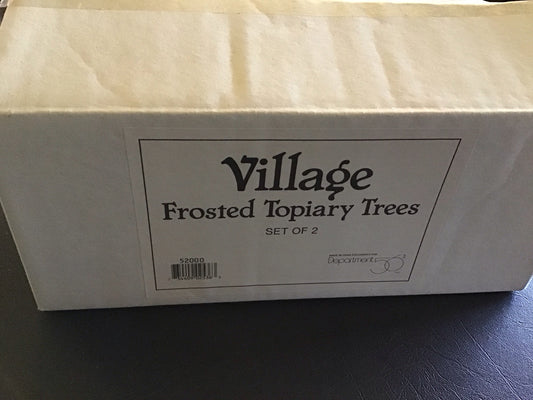 Village
Frosted Topiary Trees
SET OF 2
52000
Department 56